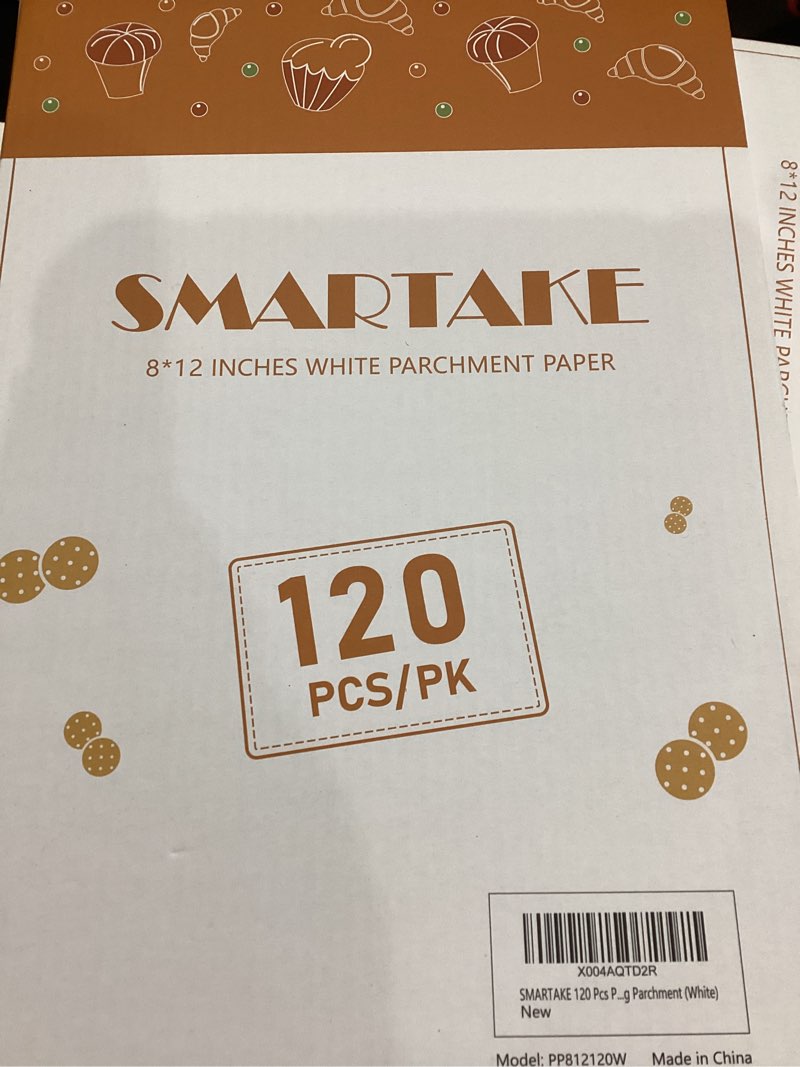 SMARTAKE
8*12 INCHES WHITE PARCHMENT PAPER
120
PCS/PK
X004AQTD2R
SMARTAKE 120 Pcs P...g Parchment (White)
New
Model: PP812120W Made in China
8*12 INCHES WHITE